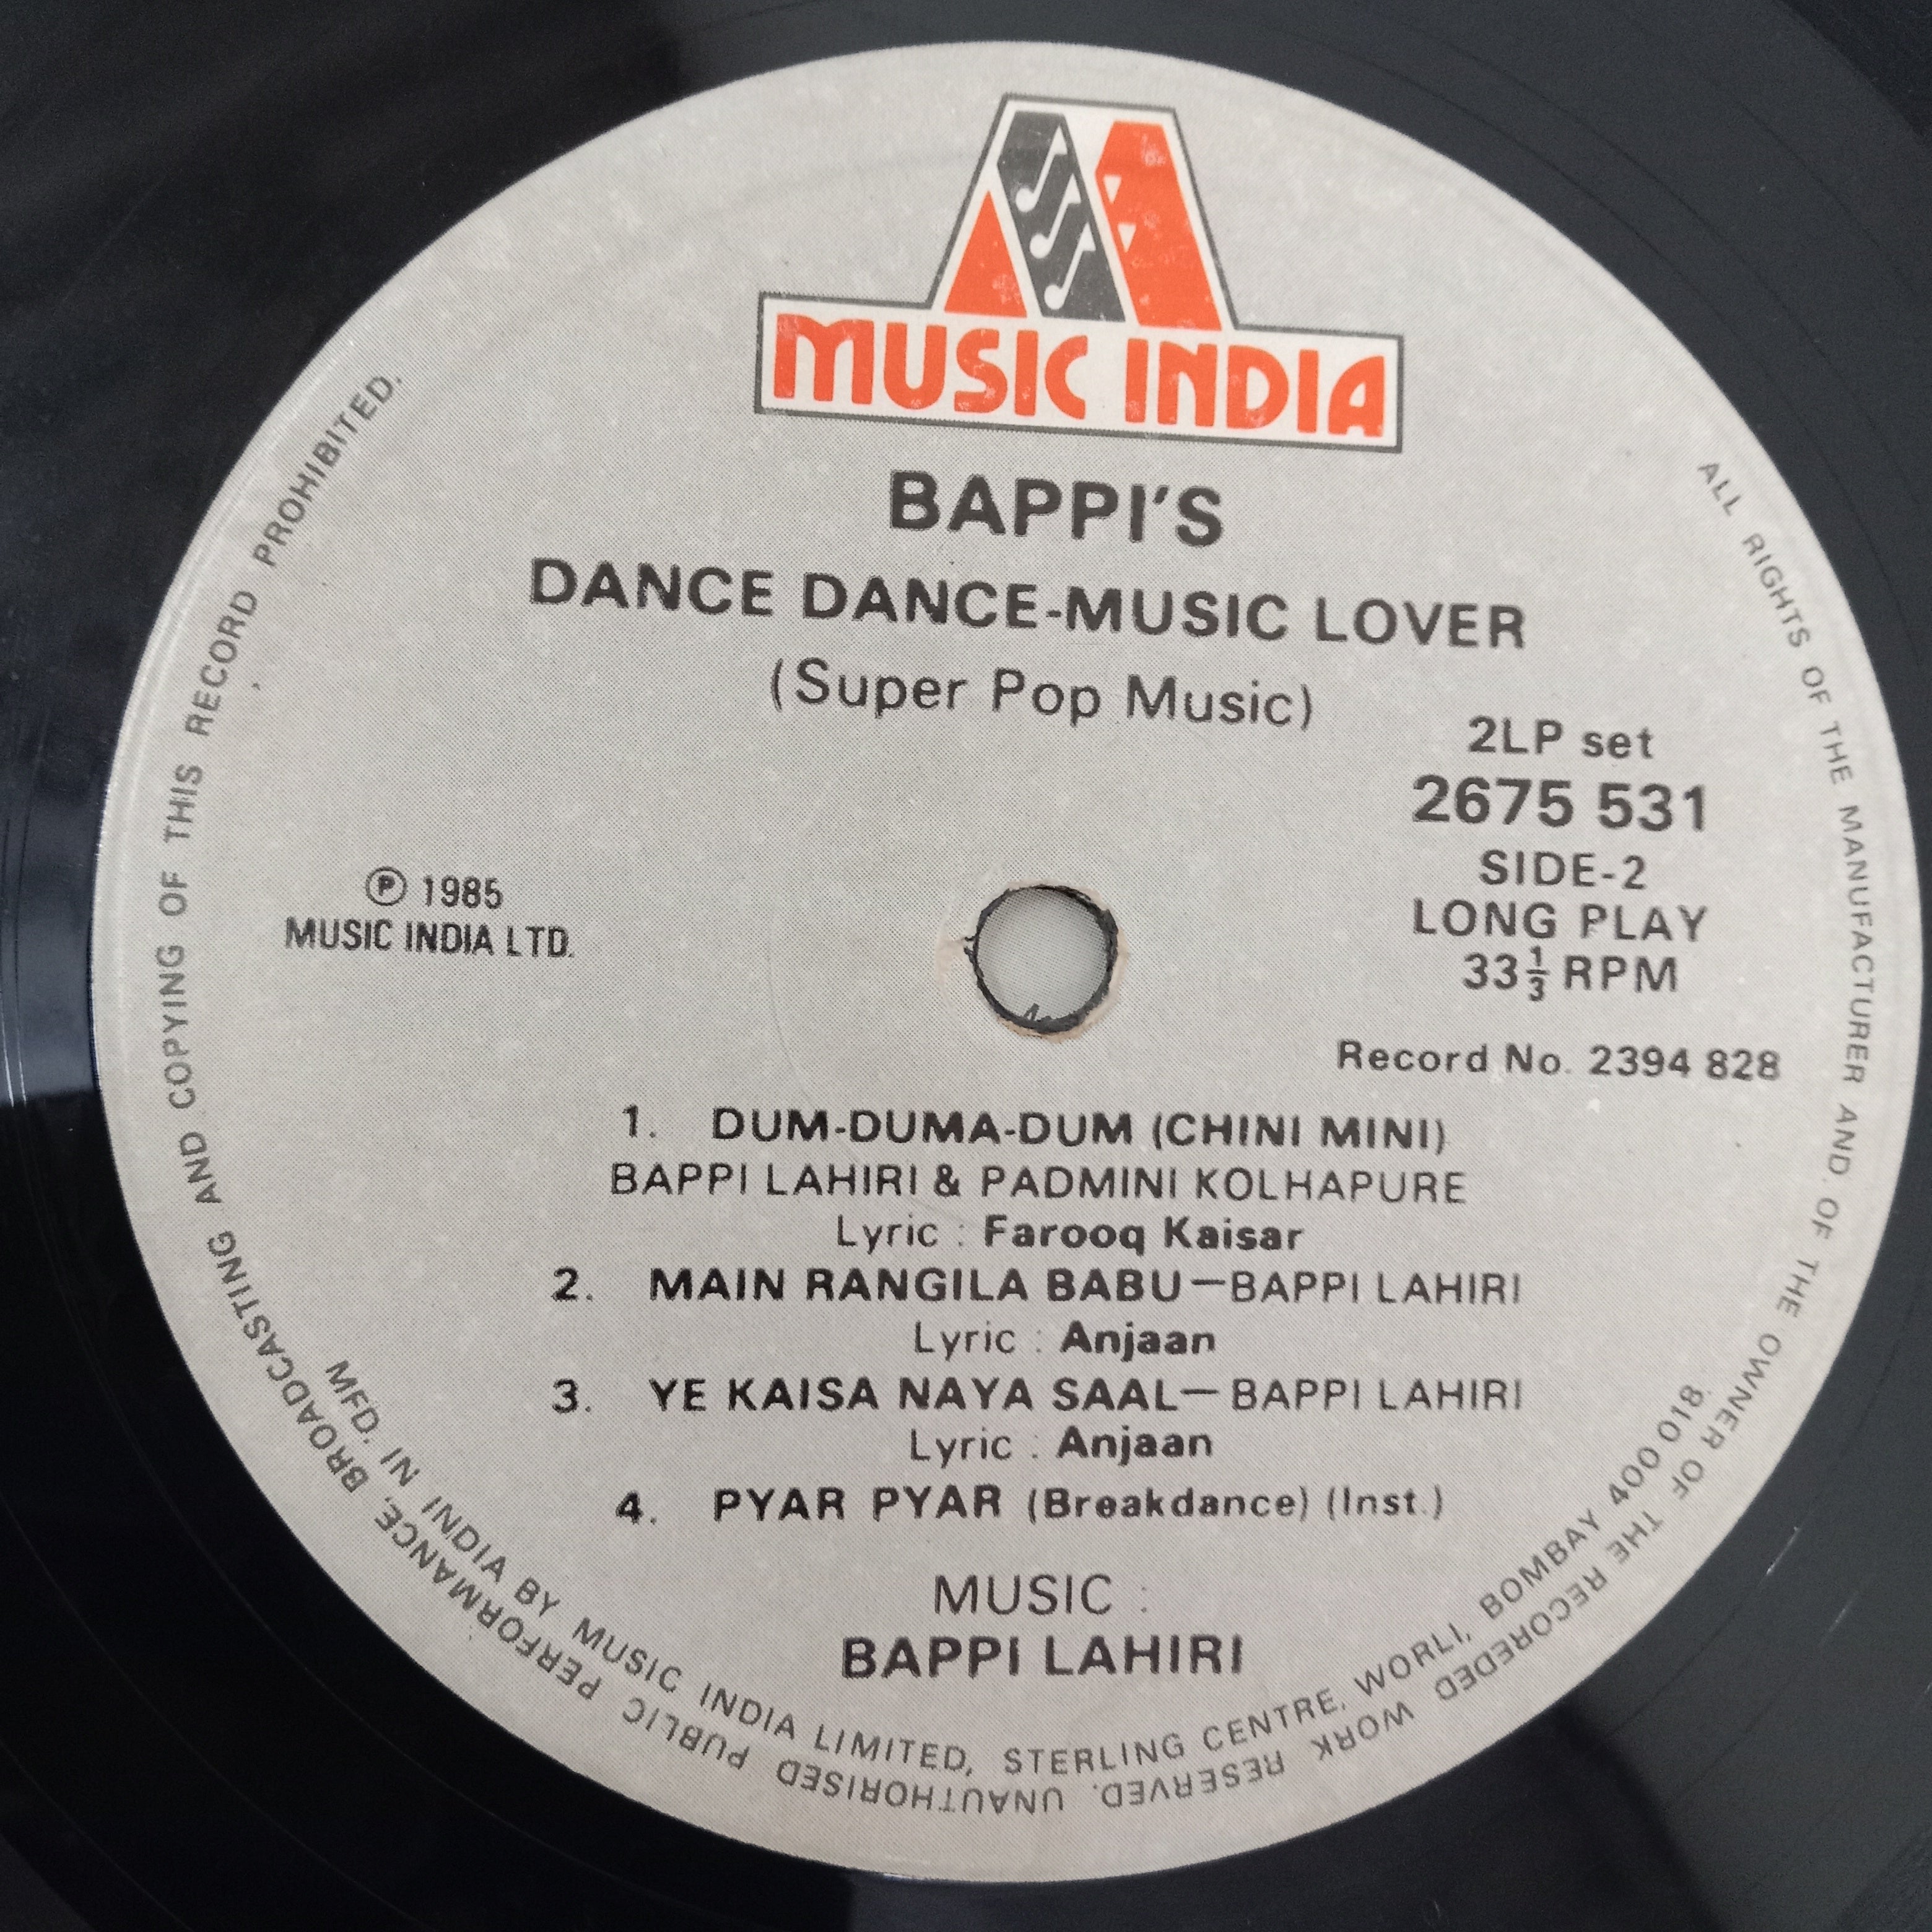 MUSIC INDIA
BAPPI'S
DANCE DANCE-MUSIC LOVER
(Super Pop Music)
2LP set
2675 531
SIDE-2
LONG PLAY
33⅓ RPM
Ⓟ 1985
MUSIC INDIA LTD.
Record No. 2394 828
1. DUM-DUMA-DUM (CHINI MINI)
BAPPI LAHIRI & PADMINI KOLHAPURE
Lyric : Farooq Kaisar
2. MAIN RANGILA BABU—BAPPI LAHIRI
Lyric : Anjaan
3. YE KAISA NAYA SAAL—BAPPI LAHIRI
Lyric : Anjaan
4. PYAR PYAR (Breakdance) (Inst.)
MUSIC :
BAPPI LAHIRI
MFD. IN INDIA BY MUSIC INDIA LIMITED, STERLING CENTRE, WORLI, BOMBAY 400 018.
ALL RIGHTS OF THE MANUFACTURER AND. OF THE OWNER OF THE RECOREDED WORK RESERVED. UNAUTHORISED PUBLIC PERFORMANCE, BROADCASTING AND COPYING OF THIS RECORD PROHIBITED.